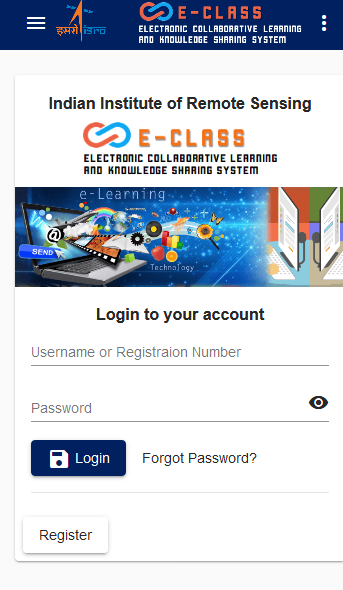 इसरो isro
E-CLASS
ELECTRONIC COLLABORATIVE LEARNING
AND KNOWLEDGE SHARING SYSTEM
Indian Institute of Remote Sensing
E-CLASS
ELECTRONIC COLLABORATIVE LEARNING
AND KNOWLEDGE SHARING SYSTEM
e-Learning
@
SEND
Technology
Login to your account
Username or Registraion Number
Password
Login
Forgot Password?
Register